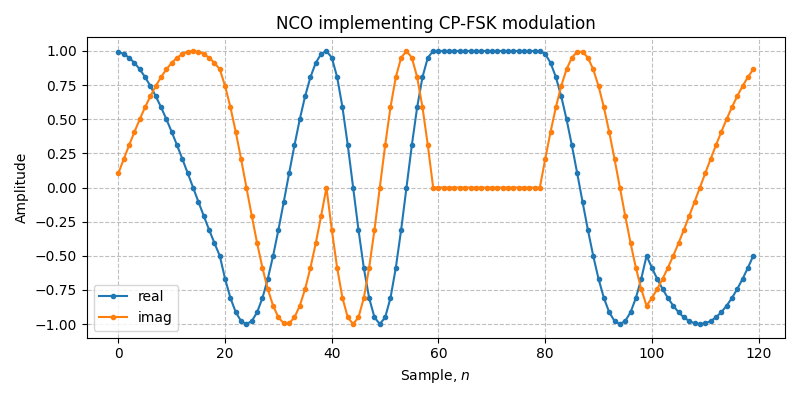 NCO implementing CP-FSK modulation
1.00
0.75
0.50
0.25
0.00
−0.25
−0.50
−0.75
−1.00
Amplitude
real
imag
0 20 40 60 80 100 120
Sample, n